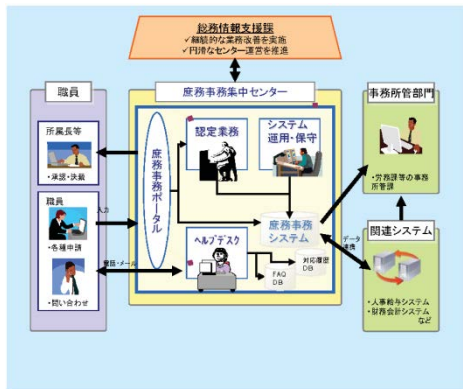 総務情報支援課
✓継続的な業務改善を実施
✓円滑なセンター運営を推進
職員
所属長等
・承認・決裁
職員
・各種申請
・問い合わせ
入力
電話・メール
庶務事務集中センター
庶務事務ポータル
認定業務
システム
運用・保守
庶務事務
システム
ヘルプデスク
FAQ
DB
対応履歴
DB
データ
連携
事務所管部門
・労務課等の事務
所管課
関連システム
・人事給与システム
・財務会計システム
など